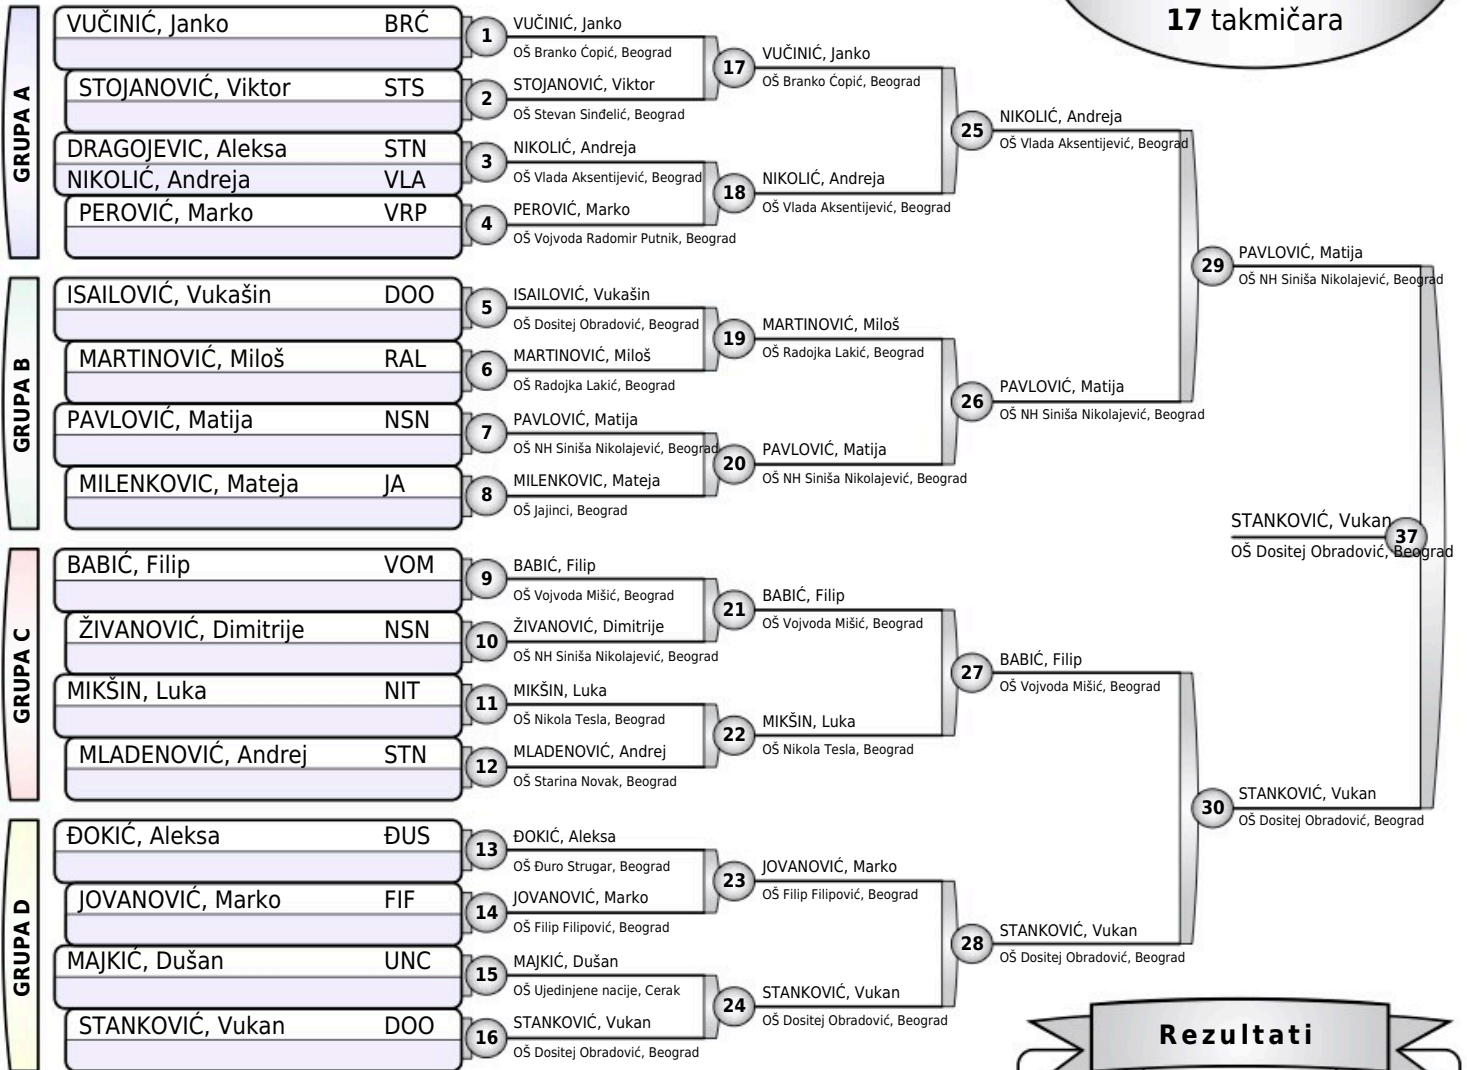 17 takmičara
GRUPA A
VUČINIĆ, Janko BRĆ
STOJANOVIĆ, Viktor STS
DRAGOJEVIC, Aleksa STN
NIKOLIĆ, Andreja VLA
PEROVIĆ, Marko VRP
GRUPA B
ISAILOVIĆ, Vukašin DOO
MARTINOVIĆ, Miloš RAL
PAVLOVIĆ, Matija NSN
MILENKOVIC, Mateja JA
GRUPA C
BABIĆ, Filip VOM
ŽIVANOVIĆ, Dimitrije NSN
MIKŠIN, Luka NIT
MLADENOVIĆ, Andrej STN
GRUPA D
ĐOKIĆ, Aleksa ĐUS
JOVANOVIĆ, Marko FIF
MAJKIĆ, Dušan UNC
STANKOVIĆ, Vukan DOO
1 VUČINIĆ, Janko
OŠ Branko Ćopić, Beograd
2 STOJANOVIĆ, Viktor
OŠ Stevan Sinđelić, Beograd
3 NIKOLIĆ, Andreja
OŠ Vlada Aksentijević, Beograd
4 PEROVIĆ, Marko
OŠ Vojvoda Radomir Putnik, Beograd
5 ISAILOVIĆ, Vukašin
OŠ Dositej Obradović, Beograd
6 MARTINOVIĆ, Miloš
OŠ Radojka Lakić, Beograd
7 PAVLOVIĆ, Matija
OŠ NH Siniša Nikolajević, Beograd
8 MILENKOVIC, Mateja
OŠ Jajinci, Beograd
9 BABIĆ, Filip
OŠ Vojvoda Mišić, Beograd
10 ŽIVANOVIĆ, Dimitrije
OŠ NH Siniša Nikolajević, Beograd
11 MIKŠIN, Luka
OŠ Nikola Tesla, Beograd
12 MLADENOVIĆ, Andrej
OŠ Starina Novak, Beograd
13 ĐOKIĆ, Aleksa
OŠ Đuro Strugar, Beograd
14 JOVANOVIĆ, Marko
OŠ Filip Filipović, Beograd
15 MAJKIĆ, Dušan
OŠ Ujedinjene nacije, Cerak
16 STANKOVIĆ, Vukan
OŠ Dositej Obradović, Beograd
17 VUČINIĆ, Janko
OŠ Branko Ćopić, Beograd
18 NIKOLIĆ, Andreja
OŠ Vlada Aksentijević, Beograd
19 MARTINOVIĆ, Miloš
OŠ Radojka Lakić, Beograd
20 PAVLOVIĆ, Matija
OŠ NH Siniša Nikolajević, Beograd
21 BABIĆ, Filip
OŠ Vojvoda Mišić, Beograd
22 MIKŠIN, Luka
OŠ Nikola Tesla, Beograd
23 JOVANOVIĆ, Marko
OŠ Filip Filipović, Beograd
24 STANKOVIĆ, Vukan
OŠ Dositej Obradović, Beograd
25 NIKOLIĆ, Andreja
OŠ Vlada Aksentijević, Beograd
26 PAVLOVIĆ, Matija
OŠ NH Siniša Nikolajević, Beograd
27 BABIĆ, Filip
OŠ Vojvoda Mišić, Beograd
28 STANKOVIĆ, Vukan
OŠ Dositej Obradović, Beograd
29 PAVLOVIĆ, Matija
OŠ NH Siniša Nikolajević, Beograd
30 STANKOVIĆ, Vukan
OŠ Dositej Obradović, Beograd
STANKOVIĆ, Vukan 37
OŠ Dositej Obradović, Beograd
Rezultati